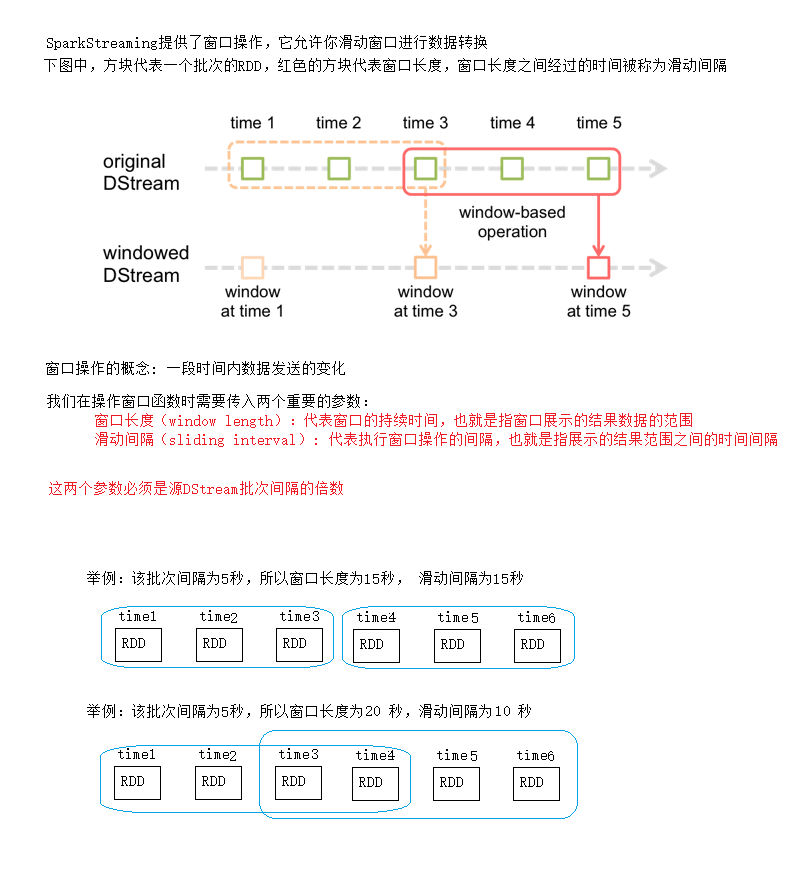 SparkStreaming提供了窗口操作，它允许你滑动窗口进行数据转换
下图中，方块代表一个批次的RDD，红色的方块代表窗口长度，窗口长度之间经过的时间被称为滑动间隔
time 1 time 2 time 3 time 4 time 5
original
DStream
window-based
operation
windowed
DStream
window
at time 1
window
at time 3
window
at time 5
窗口操作的概念：一段时间内数据发送的变化
我们在操作窗口函数时需要传入两个重要的参数：
窗口长度（window length）：代表窗口的持续时间，也就是指窗口展示的结果数据的范围
滑动间隔（sliding interval）：代表执行窗口操作的间隔，也就是指展示的结果范围之间的时间间隔
这两个参数必须是源DStream批次间隔的倍数
举例：该批次间隔为5秒，所以窗口长度为15秒， 滑动间隔为15秒
time1 time2 time3 time4 time5 time6
RDD RDD RDD RDD RDD RDD
举例：该批次间隔为5秒，所以窗口长度为20 秒，滑动间隔为10 秒
time1 time2 time3 time4 time5 time6
RDD RDD RDD RDD RDD RDD